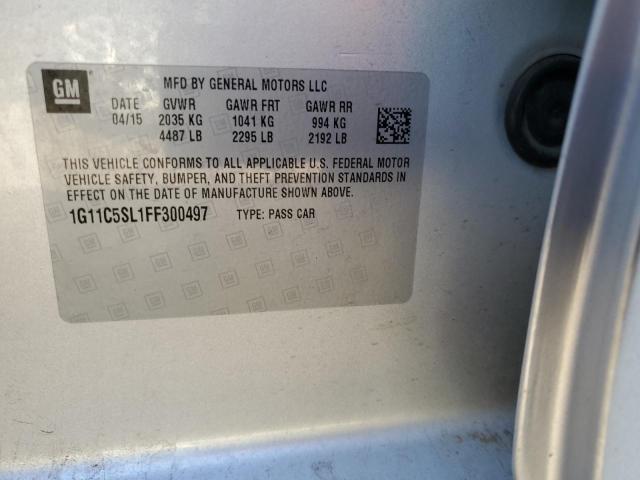 GM
MFD BY GENERAL MOTORS LLC
DATE GVWR GAWR FRT GAWR RR
04/15 2035 KG 1041 KG 994 KG
4487 LB 2295 LB 2192 LB
THIS VEHICLE CONFORMS TO ALL APPLICABLE U.S. FEDERAL MOTOR
VEHICLE SAFETY, BUMPER, AND THEFT PREVENTION STANDARDS IN
EFFECT ON THE DATE OF MANUFACTURE SHOWN ABOVE.
1G11C5SL1FF300497 TYPE: PASS CAR